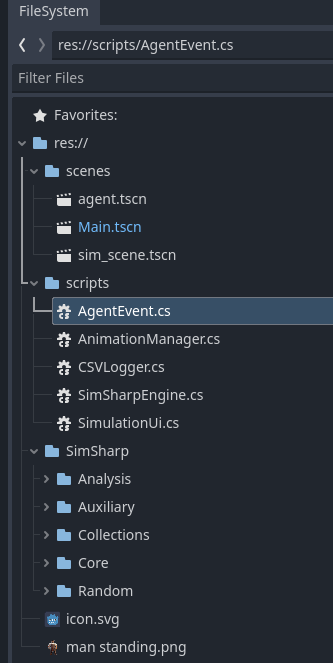 FileSystem
res://scripts/AgentEvent.cs
Filter Files
Favorites:
res://
scenes
agent.tscn
Main.tscn
sim_scene.tscn
scripts
AgentEvent.cs
AnimationManager.cs
CSVLogger.cs
SimSharpEngine.cs
SimulationUi.cs
SimSharp
Analysis
Auxiliary
Collections
Core
Random
icon.svg
man standing.png